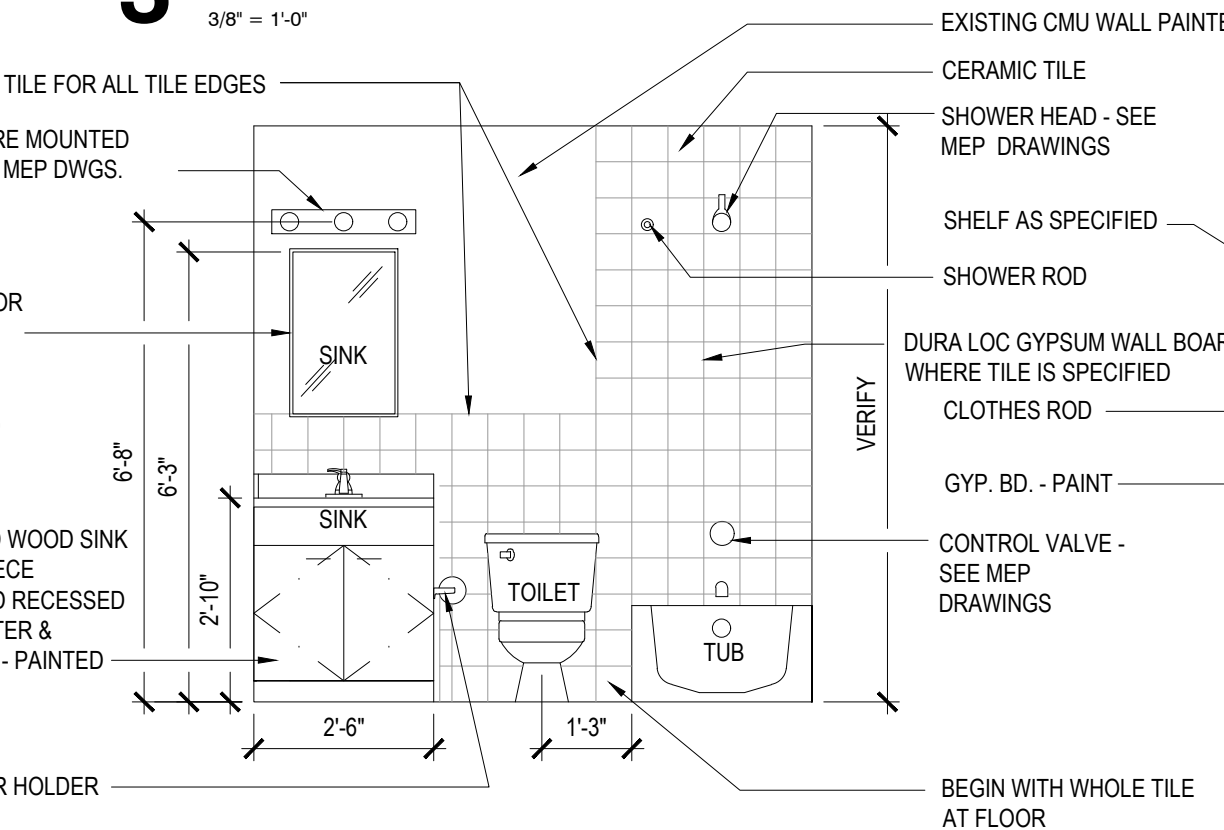 3/8" = 1'-0"
TILE FOR ALL TILE EDGES
RE MOUNTED
MEP DWGS.
OR
6'-8"
6'-3"
2'-10"
WOOD SINK
ECE
RECESSED
TER &
- PAINTED
R HOLDER
SINK
SINK
TOILET
TUB
2'-6"
1'-3"
VERIFY
EXISTING CMU WALL PAINTE
CERAMIC TILE
SHOWER HEAD - SEE
MEP DRAWINGS
SHELF AS SPECIFIED
SHOWER ROD
DURA LOC GYPSUM WALL BOAR
WHERE TILE IS SPECIFIED
CLOTHES ROD
GYP. BD. - PAINT
CONTROL VALVE -
SEE MEP
DRAWINGS
BEGIN WITH WHOLE TILE
AT FLOOR